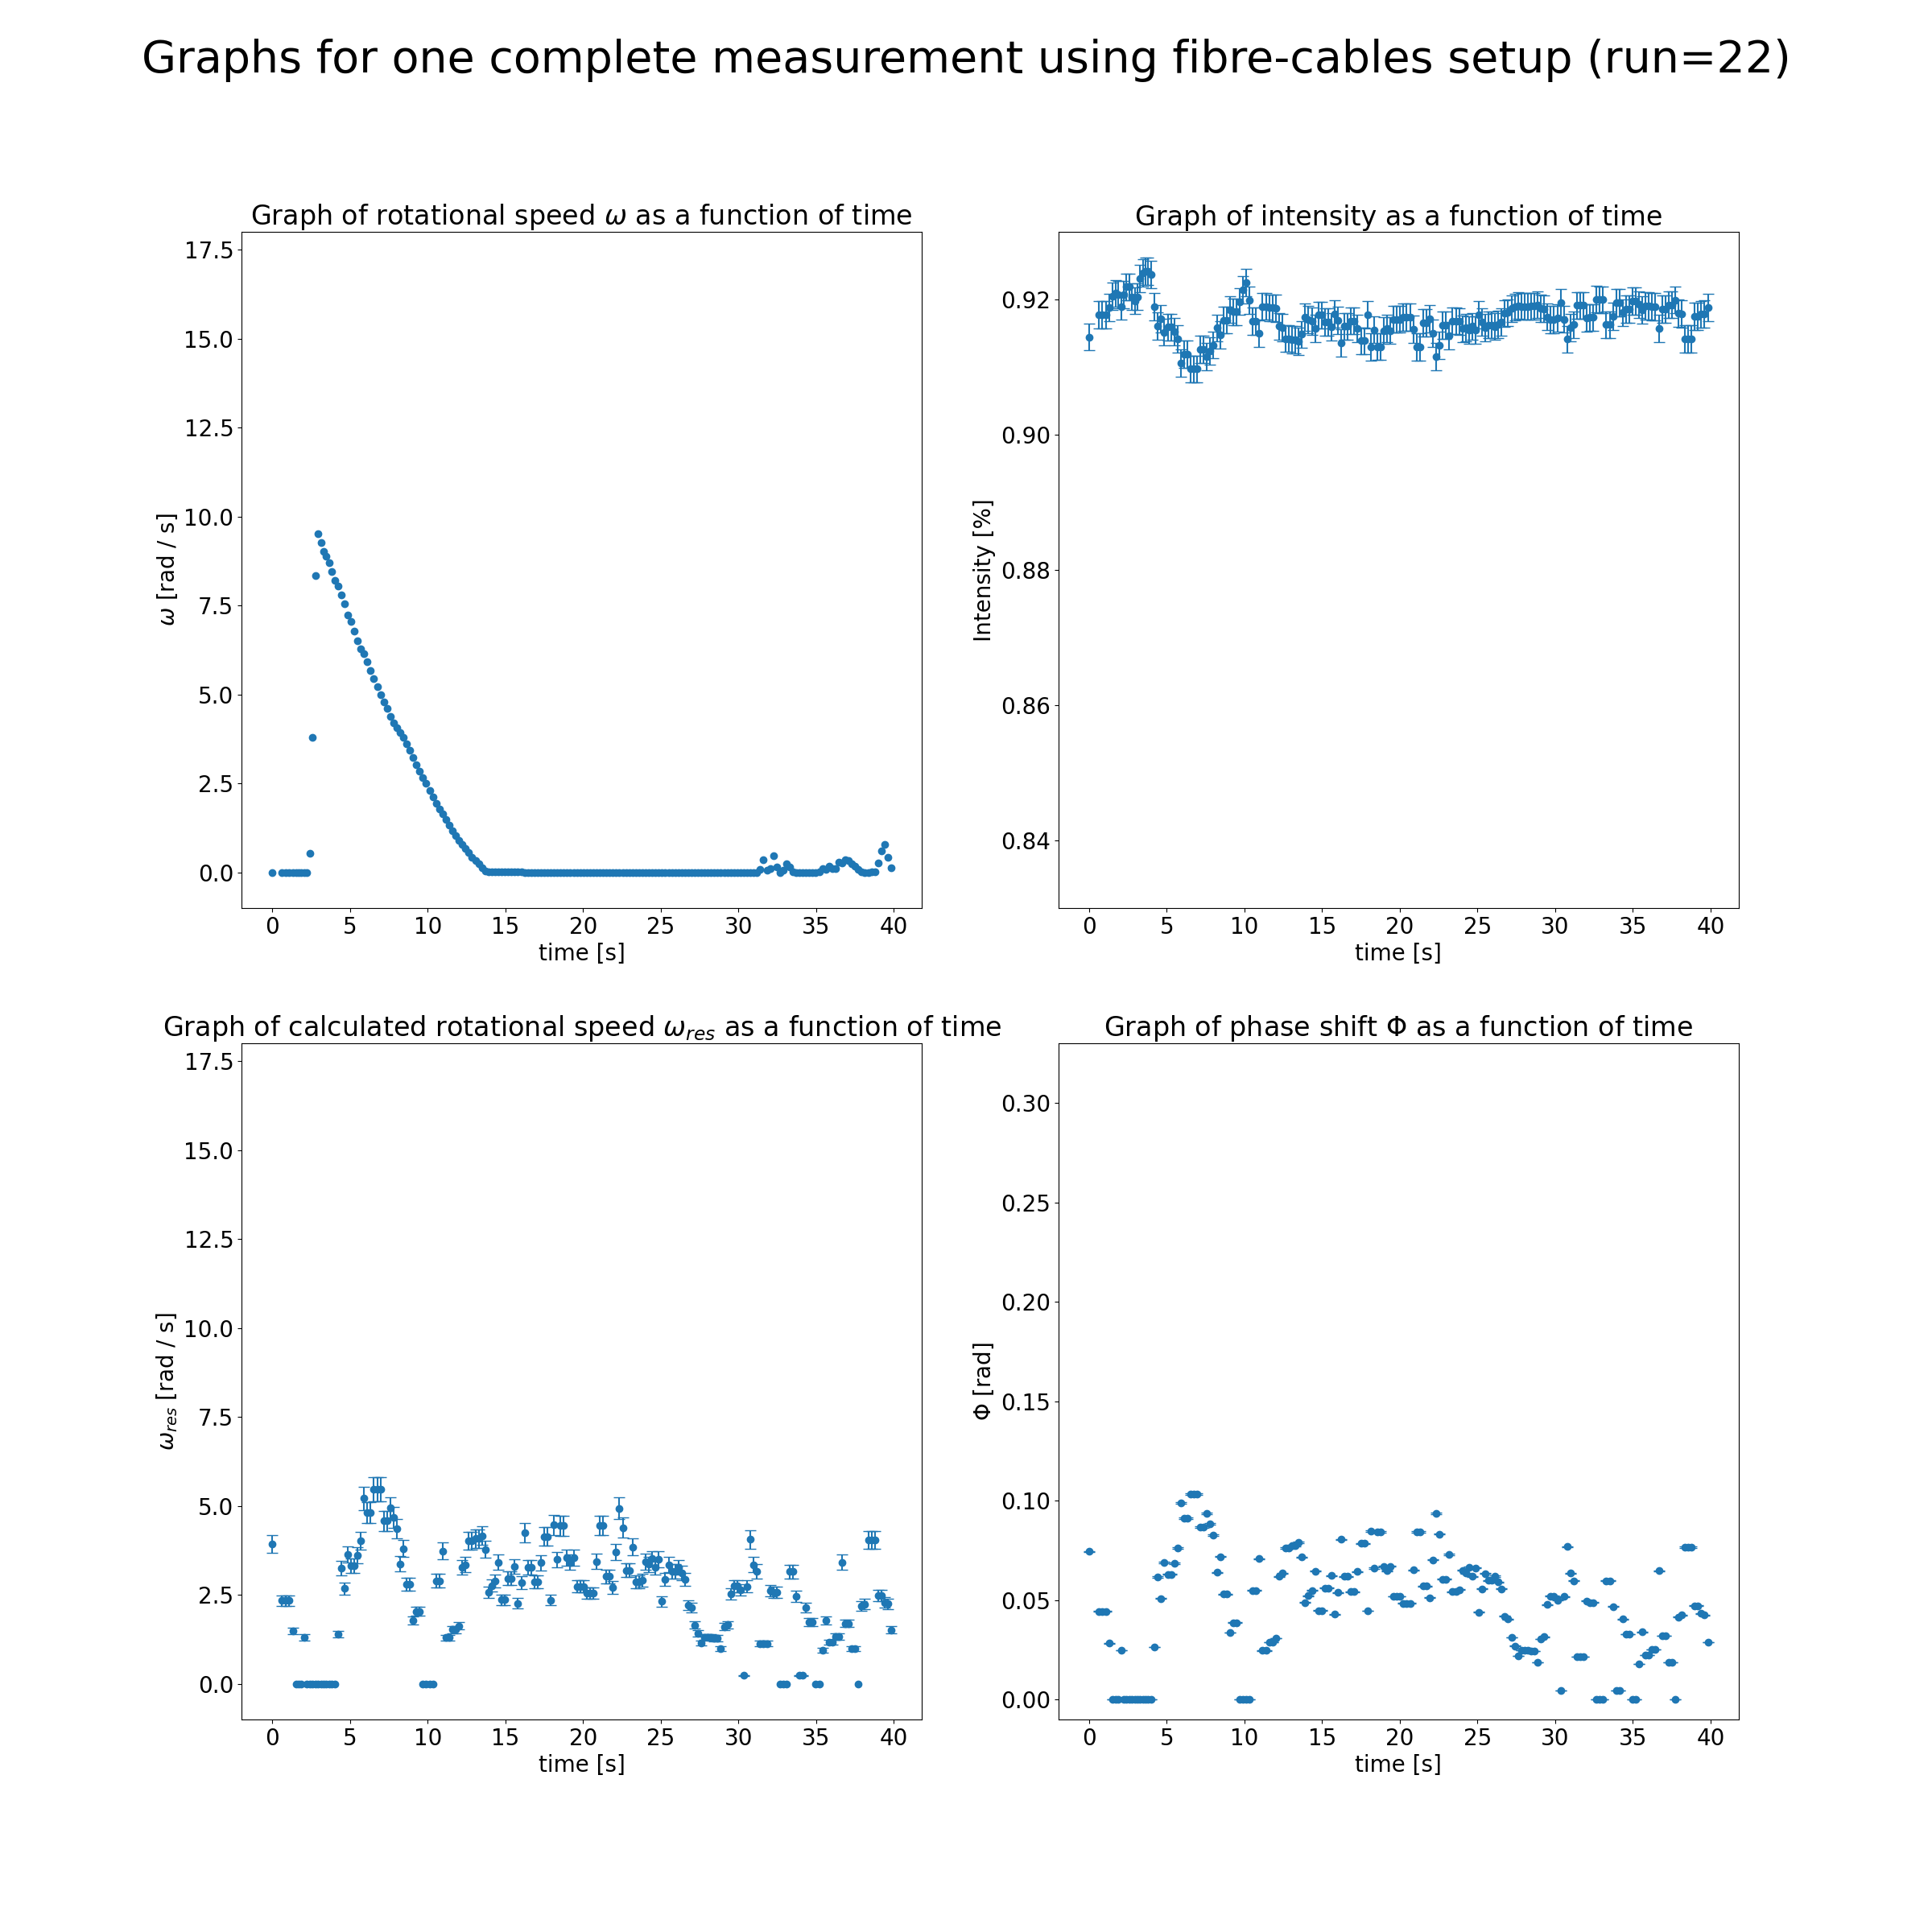 Graphs for one complete measurement using fibre-cables setup (run=22)
Graph of rotational speed ω as a function of time
17.5
15.0
12.5
10.0
7.5
5.0
2.5
0.0
ω [rad / s]
0 5 10 15 20 25 30 35 40
time [s]
Graph of intensity as a function of time
0.92
0.90
0.88
0.86
0.84
Intensity [%]
0 5 10 15 20 25 30 35 40
time [s]
Graph of calculated rotational speed ω_res as a function of time
17.5
15.0
12.5
10.0
7.5
5.0
2.5
0.0
ω_res [rad / s]
0 5 10 15 20 25 30 35 40
time [s]
Graph of phase shift Φ as a function of time
0.30
0.25
0.20
0.15
0.10
0.05
0.00
Φ [rad]
0 5 10 15 20 25 30 35 40
time [s]